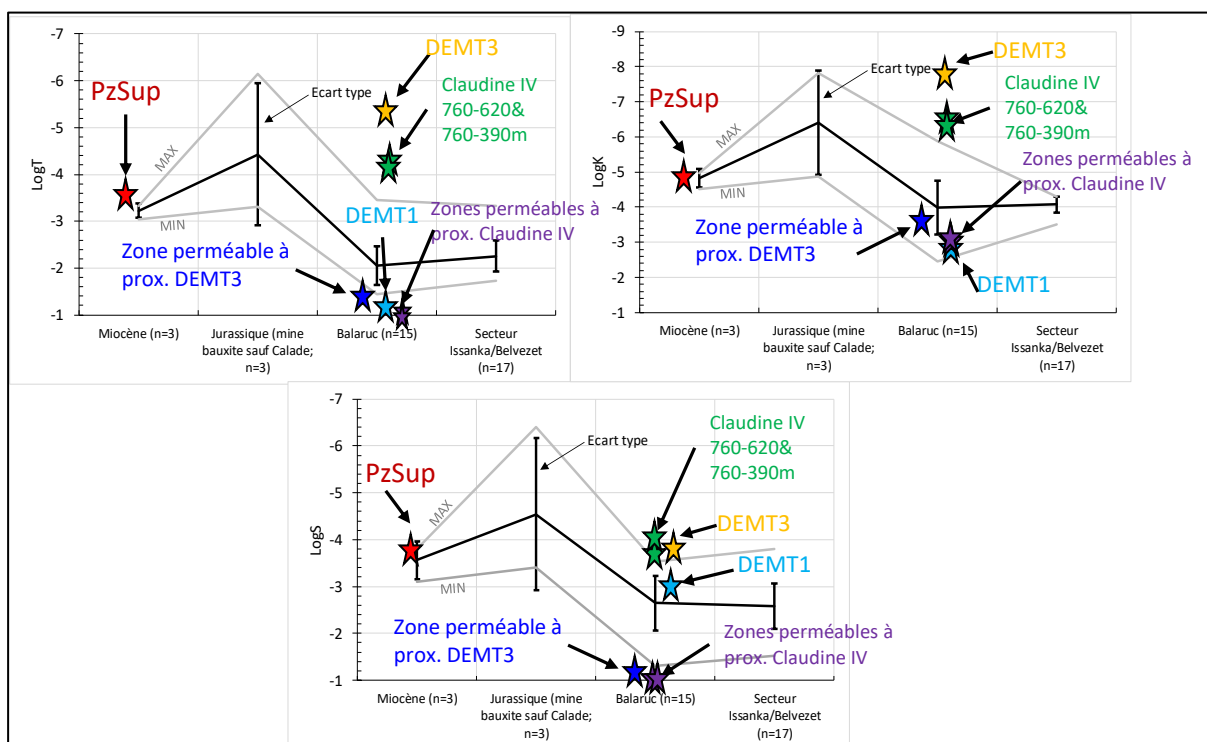 -7
-6
-5
-4
-3
-2
-1
LogT
PzSup
MAX
MIN
Ecart type
DEMT3
Claudine IV
760-620&
760-390m
DEMT1
Zones perméables à
prox. Claudine IV
Zone perméable à
prox. DEMT3
Miocène (n=3)
Jurassique (mine
bauxite sauf Calade;
n=3)
Balaruc (n=15)
Secteur
Issanka/Belvezet
(n=17)
-9
-8
-7
-6
-5
-4
-3
-2
-1
LogK
PzSup
MAX
MIN
Ecart type
DEMT3
Claudine IV
760-620&
760-390m
Zones perméables à
prox. Claudine IV
Zone perméable à
prox. DEMT3
DEMT1
Miocène (n=3)
Jurassique (mine
bauxite sauf Calade;
n=3)
Balaruc (n=15)
Secteur
Issanka/Belvezet
(n=17)
-7
-6
-5
-4
-3
-2
-1
LogS
PzSup
MAX
MIN
Ecart type
Claudine IV
760-620&
760-390m
DEMT3
DEMT1
Zone perméable à
prox. DEMT3
Zones perméables à
prox. Claudine IV
Miocène (n=3)
Jurassique (mine
bauxite sauf Calade;
n=3)
Balaruc (n=15)
Secteur
Issanka/Belvezet
(n=17)